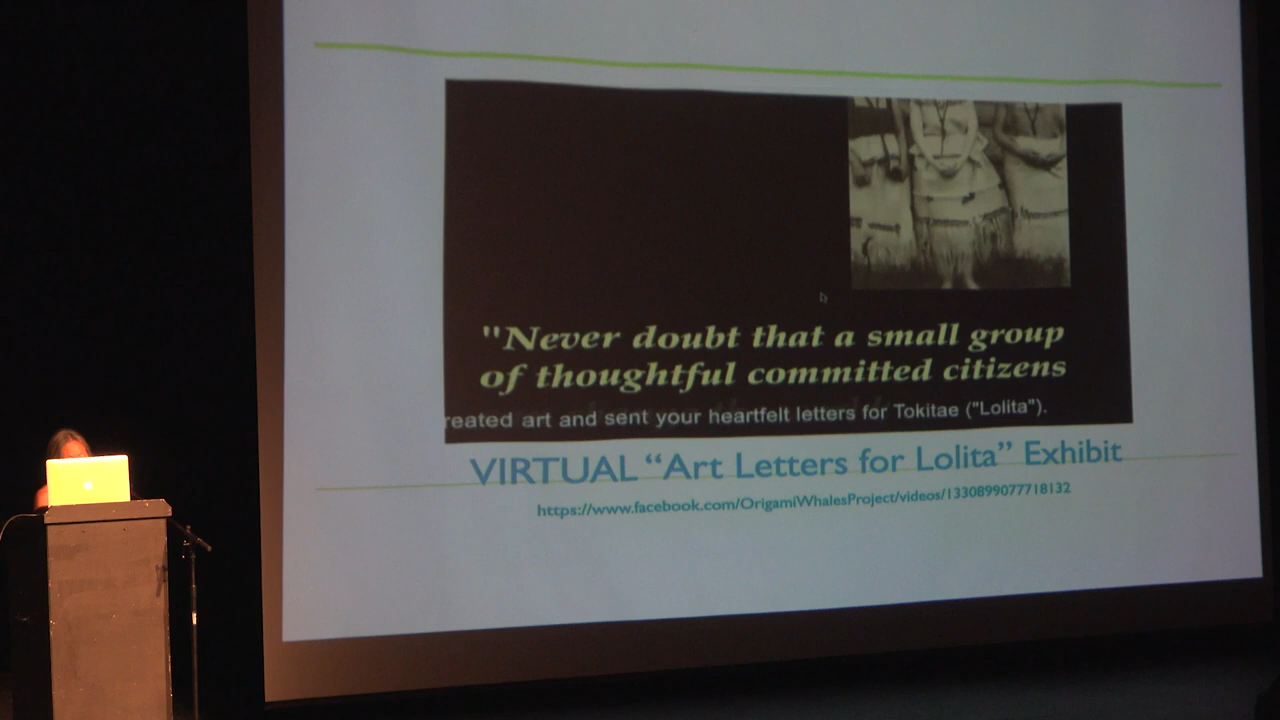 "Never doubt that a small group
of thoughtful committed citizens
reated art and sent your heartfelt letters for Tokitae ("Lolita").
VIRTUAL “Art Letters for Lolita” Exhibit
https://www.facebook.com/OrigamiWhalesProject/videos/1330899077718132